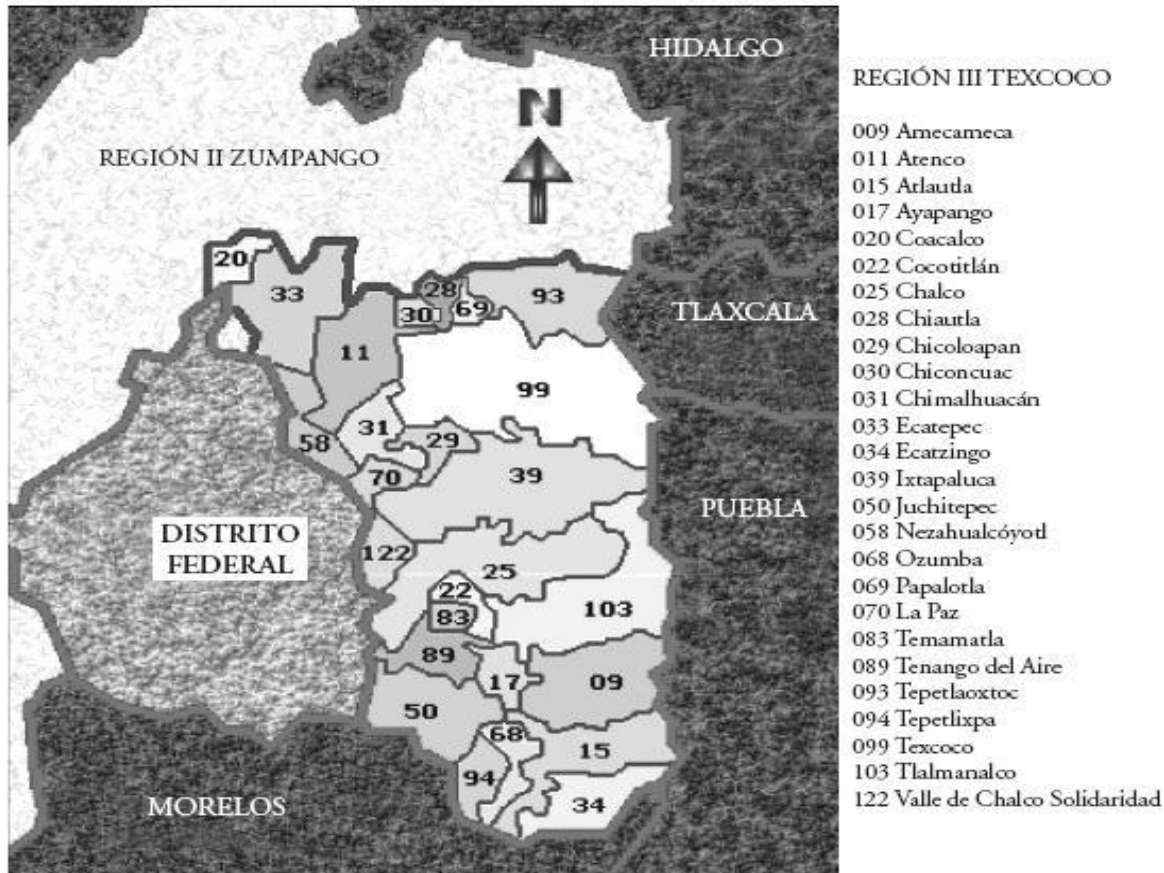 HIDALGO
N
REGIÓN II ZUMPANGO
20
33
28
30
69
93
TLAXCALA
11
99
31
58
29
70
39
PUEBLA
DISTRITO
FEDERAL
122
25
22
83
103
89
17
09
50
68
15
94
34
MORELOS
REGIÓN III TEXCOCO
009 Amecameca
011 Atenco
015 Atlautla
017 Ayapango
020 Coacalco
022 Cocotitlán
025 Chalco
028 Chiautla
029 Chicoloapan
030 Chiconcuac
031 Chimalhuacán
033 Ecatepec
034 Ecatzingo
039 Ixtapaluca
050 Juchitepec
058 Nezahualcóyotl
068 Ozumba
069 Papalotla
070 La Paz
083 Temamatla
089 Tenango del Aire
093 Tepetlaoxtoc
094 Tepetlixpa
099 Texcoco
103 Tlalmanalco
122 Valle de Chalco Solidaridad